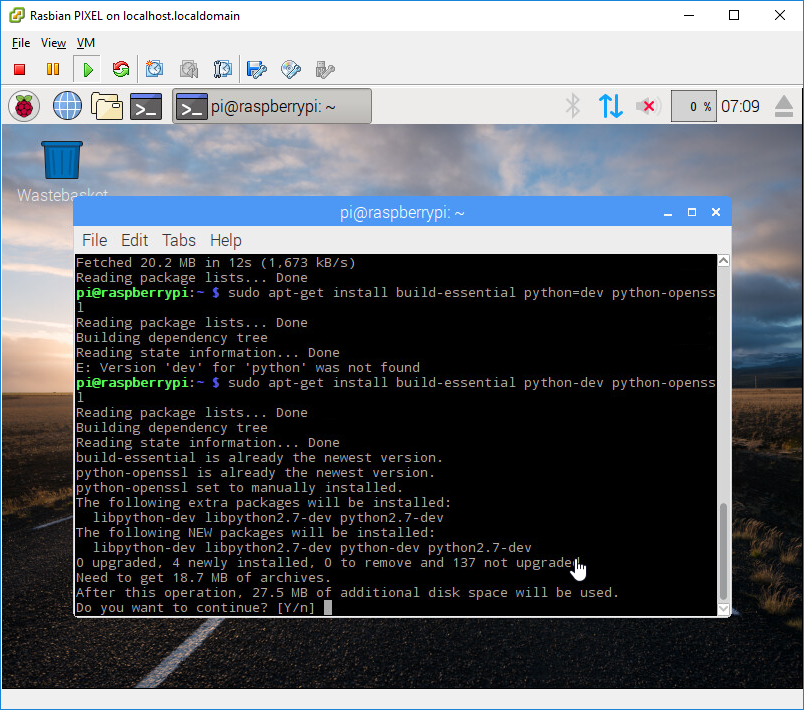 Rasbian PIXEL on localhost.localdomain
File View VM
pi@raspberrypi: ~
0 %
07:09
Wastebasket
pi@raspberrypi: ~
File Edit Tabs Help
Fetched 20.2 MB in 12s (1,673 kB/s)
Reading package lists... Done
pi@raspberrypi:~ $ sudo apt-get install build-essential python=dev python-openss
l
Reading package lists... Done
Building dependency tree
Reading state information... Done
E: Version 'dev' for 'python' was not found
pi@raspberrypi:~ $ sudo apt-get install build-essential python-dev python-openss
l
Reading package lists... Done
Building dependency tree
Reading state information... Done
build-essential is already the newest version.
python-openssl is already the newest version.
python-openssl set to manually installed.
The following extra packages will be installed:
libpython-dev libpython2.7-dev python2.7-dev
The following NEW packages will be installed:
libpython-dev libpython2.7-dev python-dev python2.7-dev
0 upgraded, 4 newly installed, 0 to remove and 137 not upgraded
Need to get 18.7 MB of archives.
After this operation, 27.5 MB of additional disk space will be used.
Do you want to continue? [Y/n]